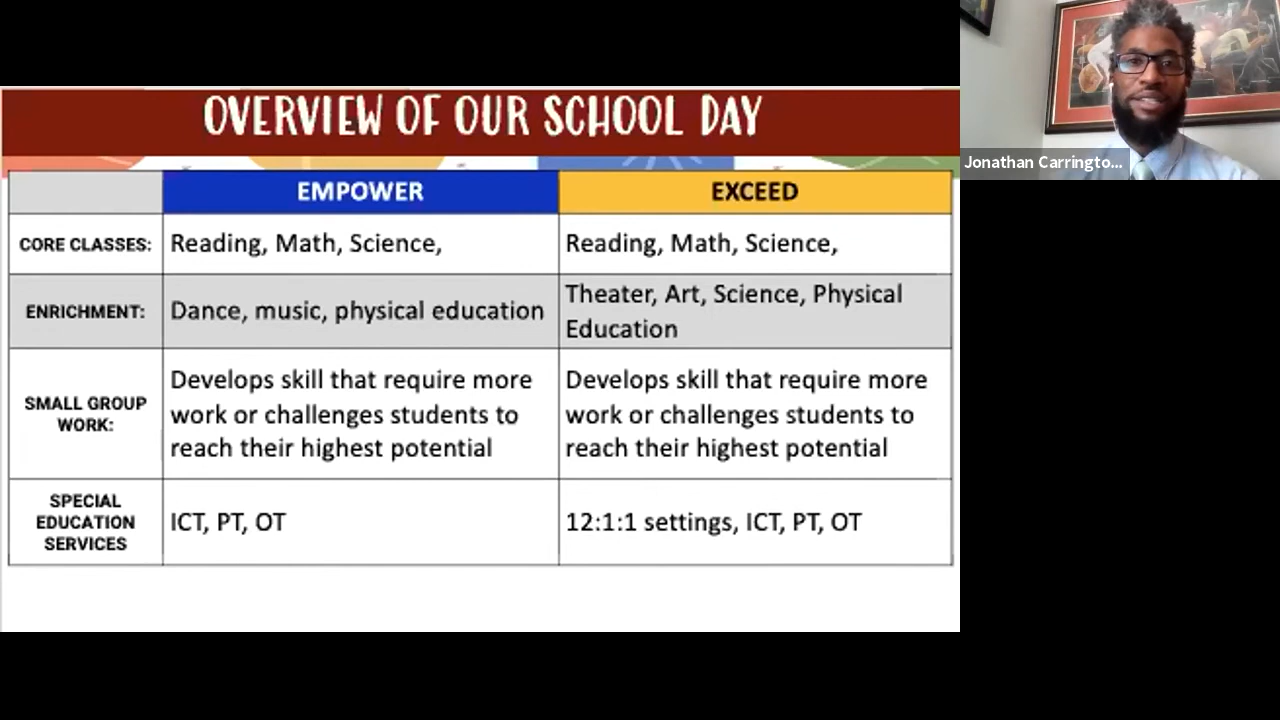 OVERVIEW OF OUR SCHOOL DAY
EMPOWER
EXCEED
CORE CLASSES:
Reading, Math, Science,
Reading, Math, Science,
ENRICHMENT:
Dance, music, physical education
Theater, Art, Science, Physical
Education
SMALL GROUP
WORK:
Develops skill that require more
work or challenges students to
reach their highest potential
Develops skill that require more
work or challenges students to
reach their highest potential
SPECIAL
EDUCATION
SERVICES
ICT, PT, OT
12:1:1 settings, ICT, PT, OT
Jonathan Carringto...